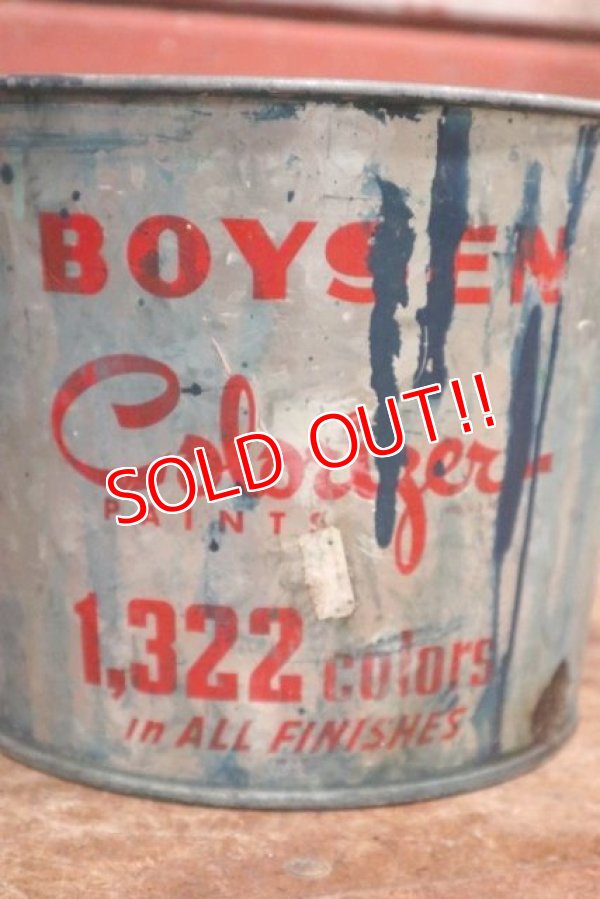 BOYSEN
Colorizer
SOLD OUT!!
PAINTS
1,322 colors
in ALL FINISHES